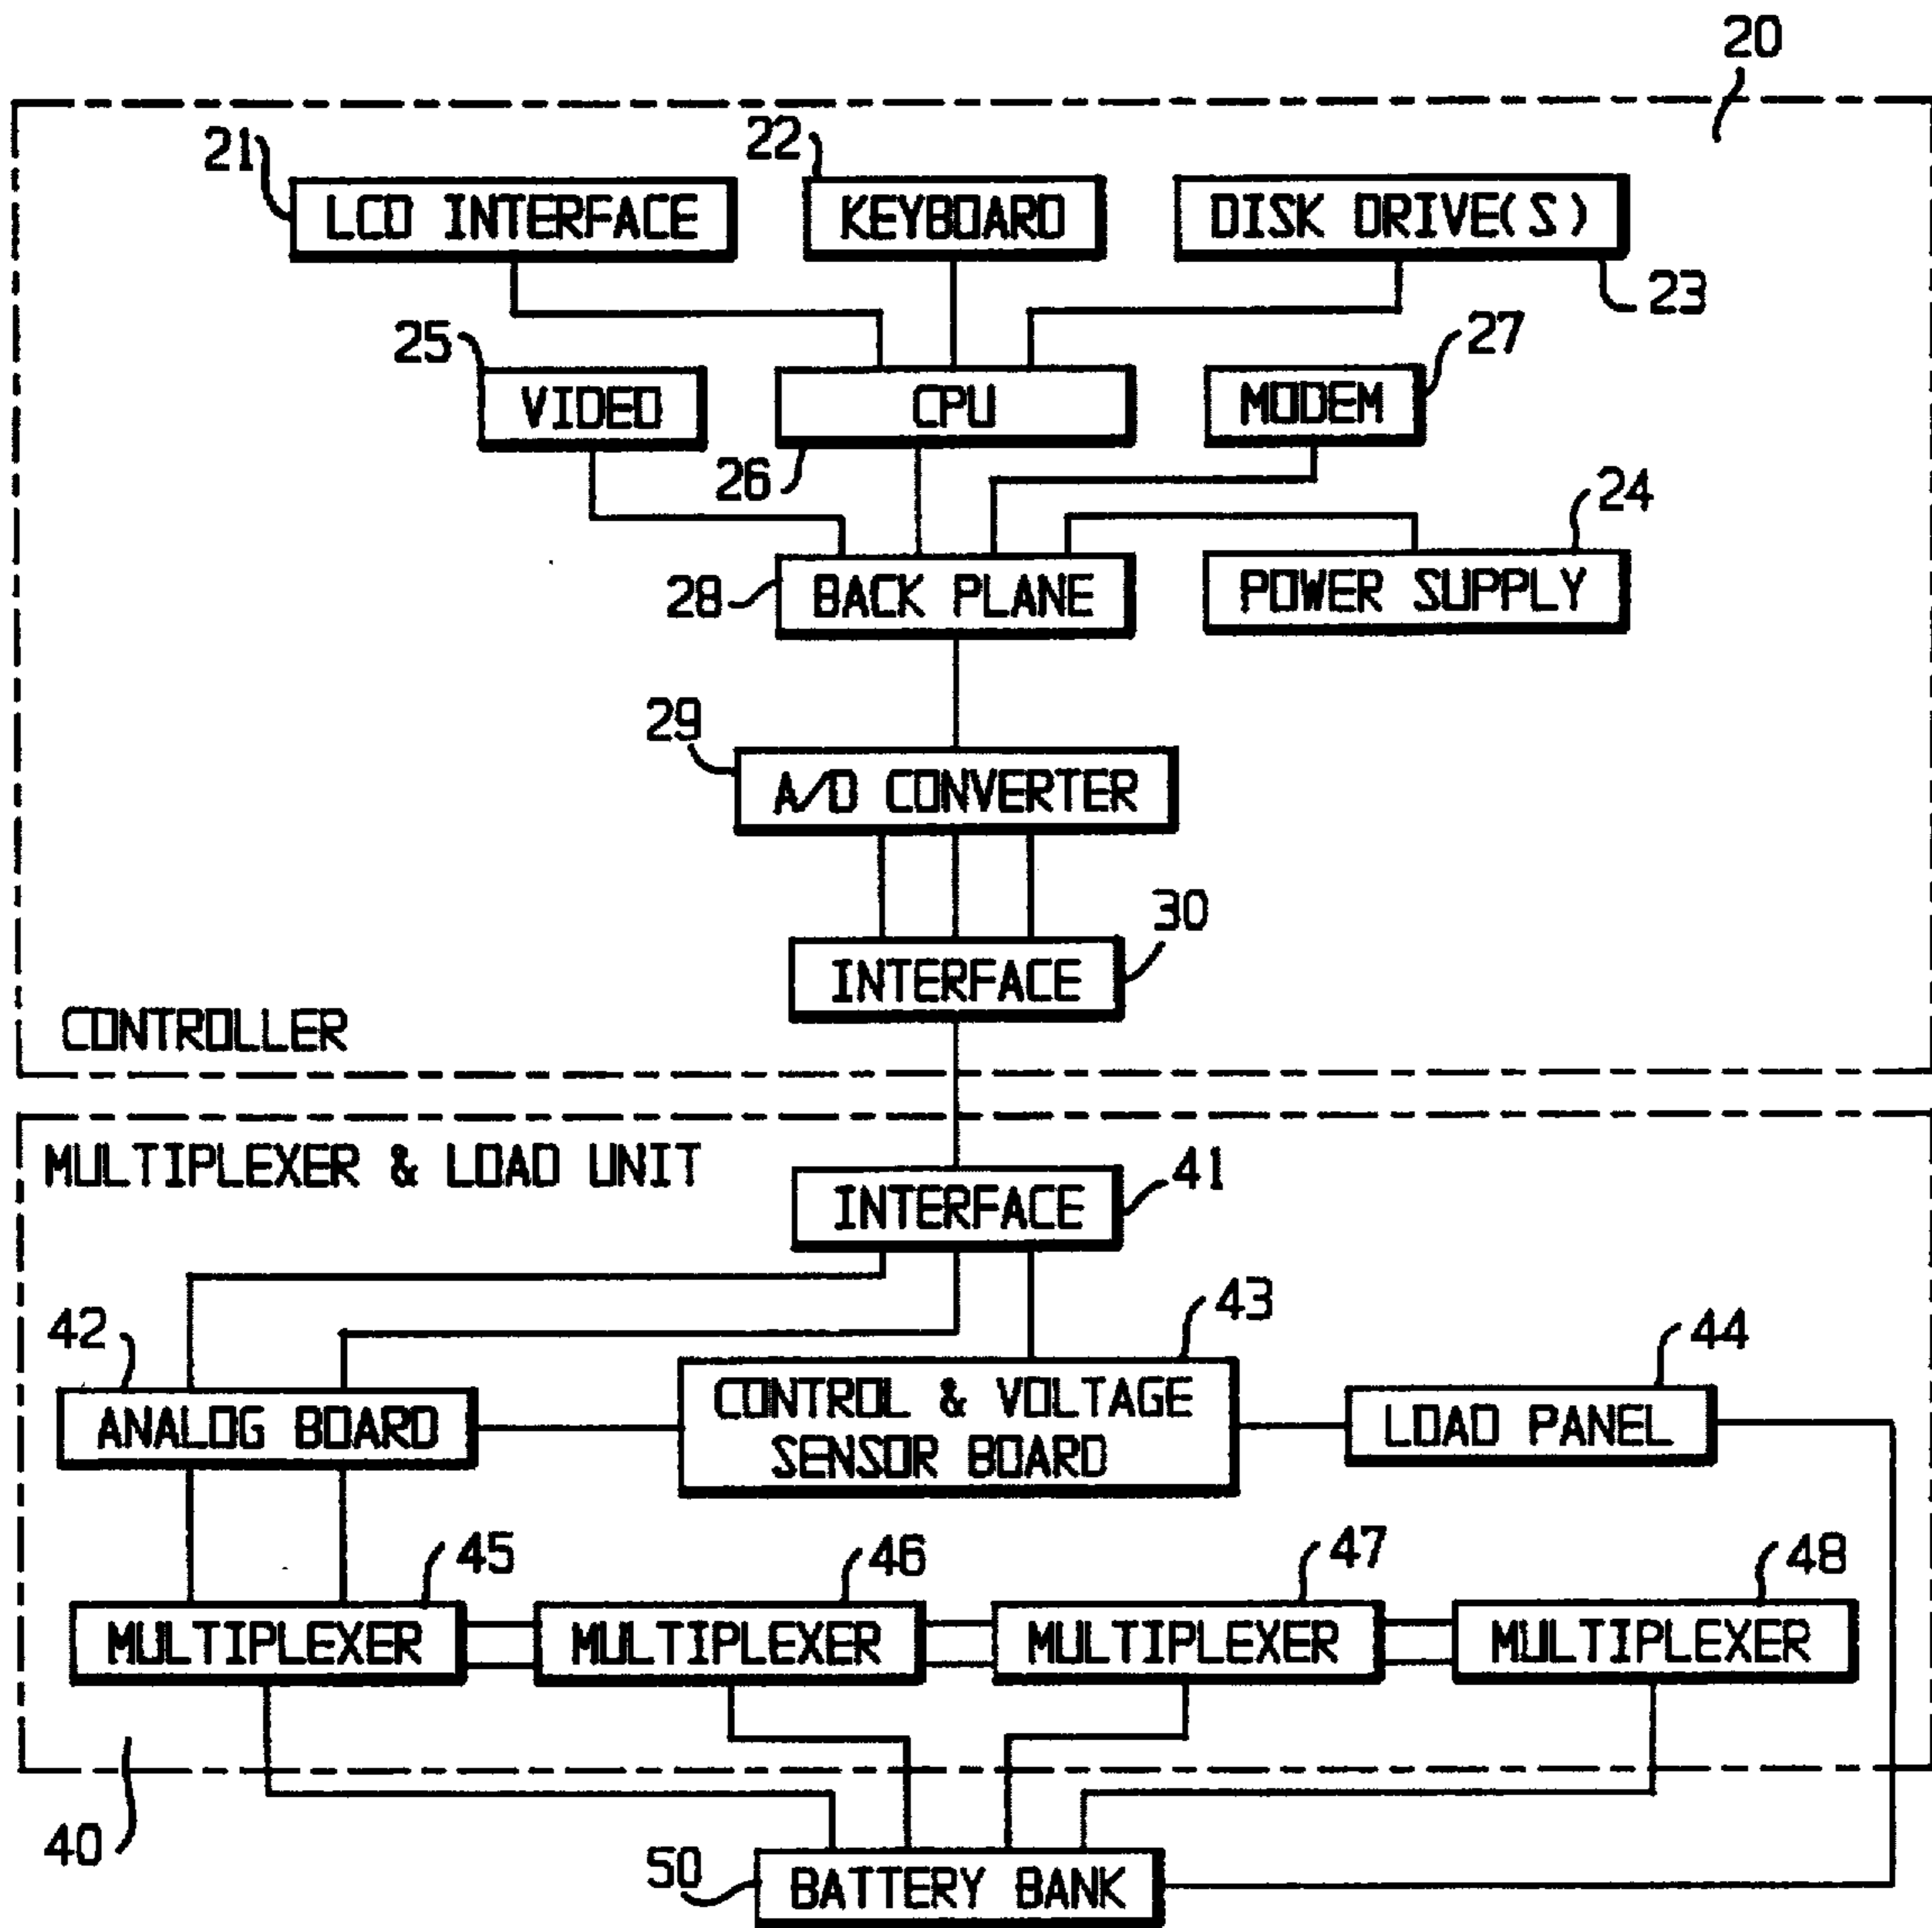 20
21
LCD INTERFACE
22
KEYBOARD
DISK DRIVE(S)
23
25
VIDEO
CPU
26
MODEM
27
24
28
BACK PLANE
POWER SUPPLY
29
A/D CONVERTER
30
INTERFACE
CONTROLLER
MULTIPLEXER & LOAD UNIT
INTERFACE
41
42
ANALOG BOARD
43
CONTROL & VOLTAGE
SENSOR BOARD
44
LOAD PANEL
45
MULTIPLEXER
46
MULTIPLEXER
47
MULTIPLEXER
48
MULTIPLEXER
40
50
BATTERY BANK